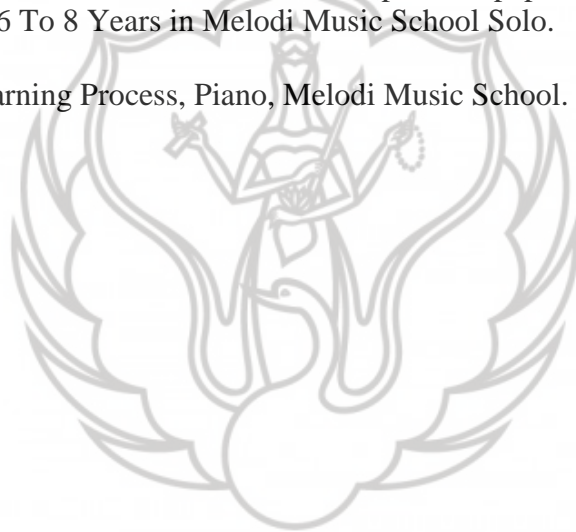 6 To 8 Years in Melodi Music School Solo.
arning Process, Piano, Melodi Music School.